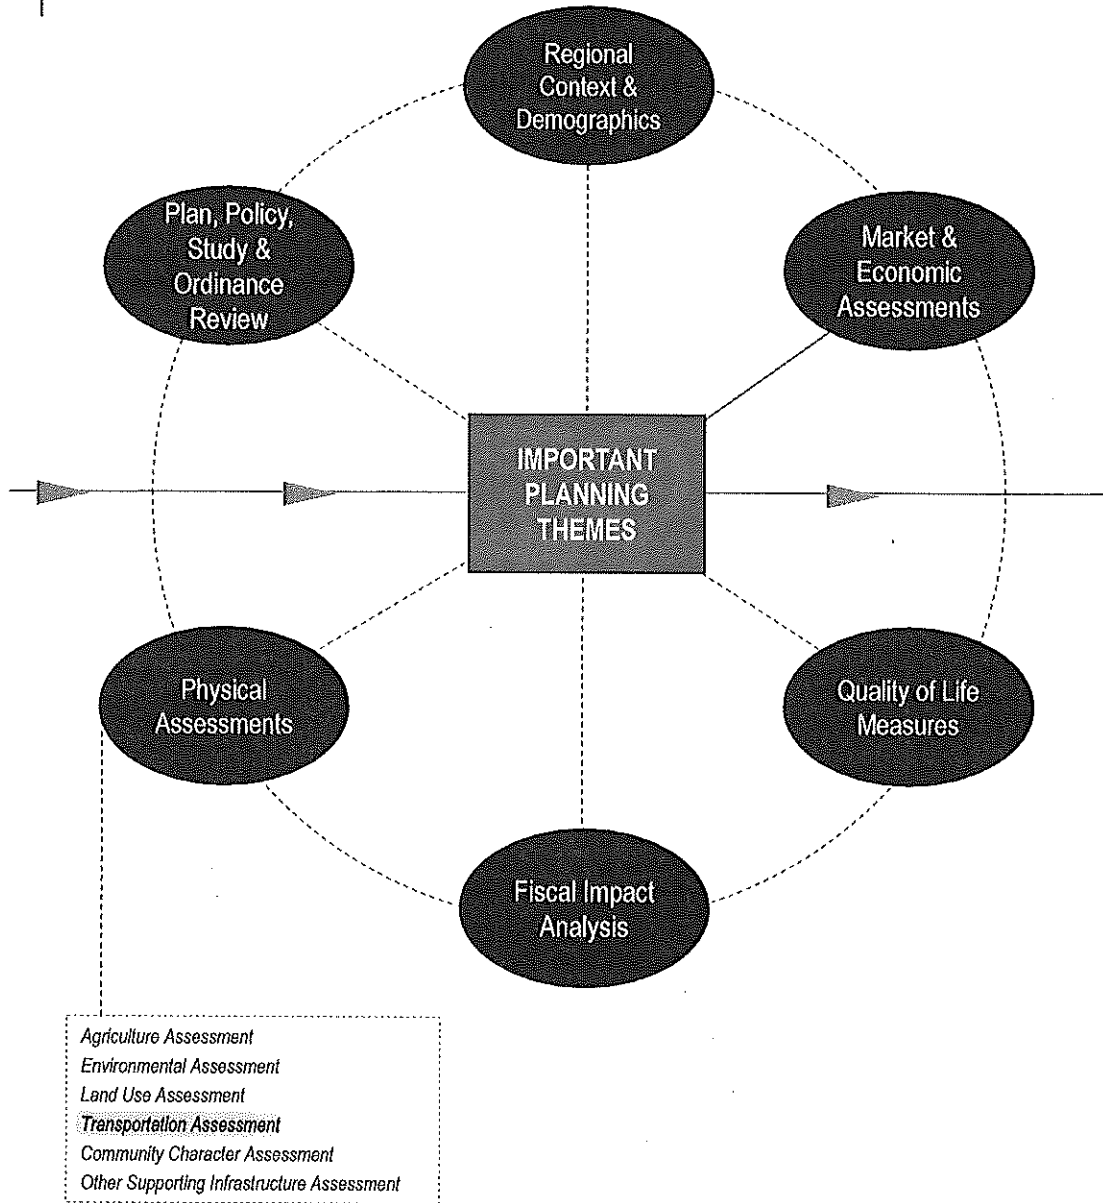 Regional
Context &
Demographics
Plan, Policy,
Study &
Ordinance
Review
Market &
Economic
Assessments
IMPORTANT
PLANNING
THEMES
Physical
Assessments
Quality of Life
Measures
Fiscal Impact
Analysis
Agriculture Assessment
Environmental Assessment
Land Use Assessment
Transportation Assessment
Community Character Assessment
Other Supporting Infrastructure Assessment